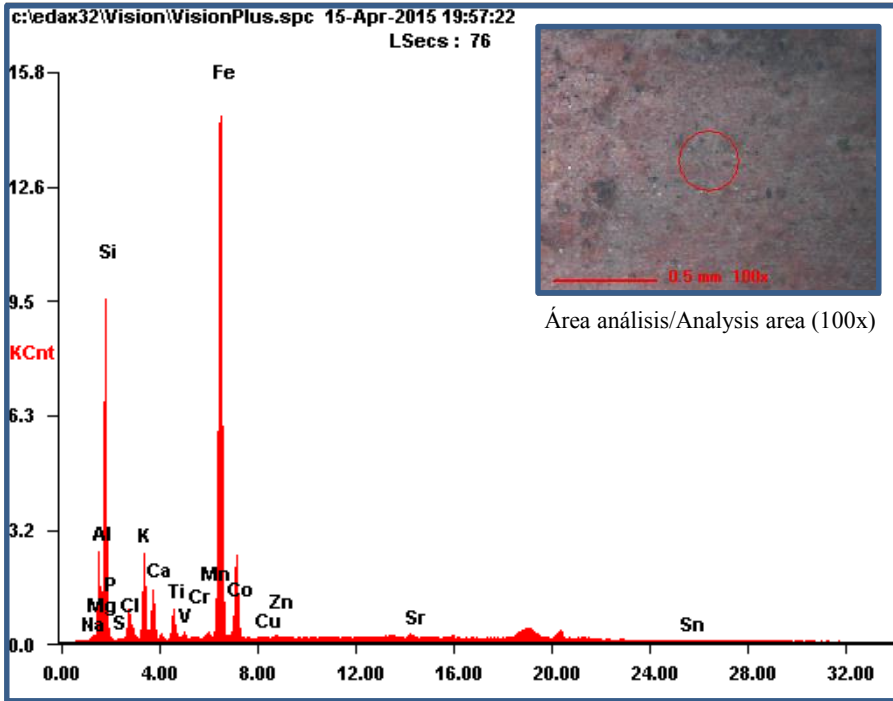 c:\edax32\Vision\VisionPlus.spc 15-Apr-2015 19:57:22
LSecs : 76
15.8
12.6
9.5
KCnt
6.3
3.2
0.0
Fe
Si
Al
K
P
Ca
Mg
Cl
Na
S
Ti
V
Cr
Mn
Co
Zn
Cu
Sr
Sn
0.00 4.00 8.00 12.00 16.00 20.00 24.00 28.00 32.00
0.5 mm 100x
Área análisis/Analysis area (100x)